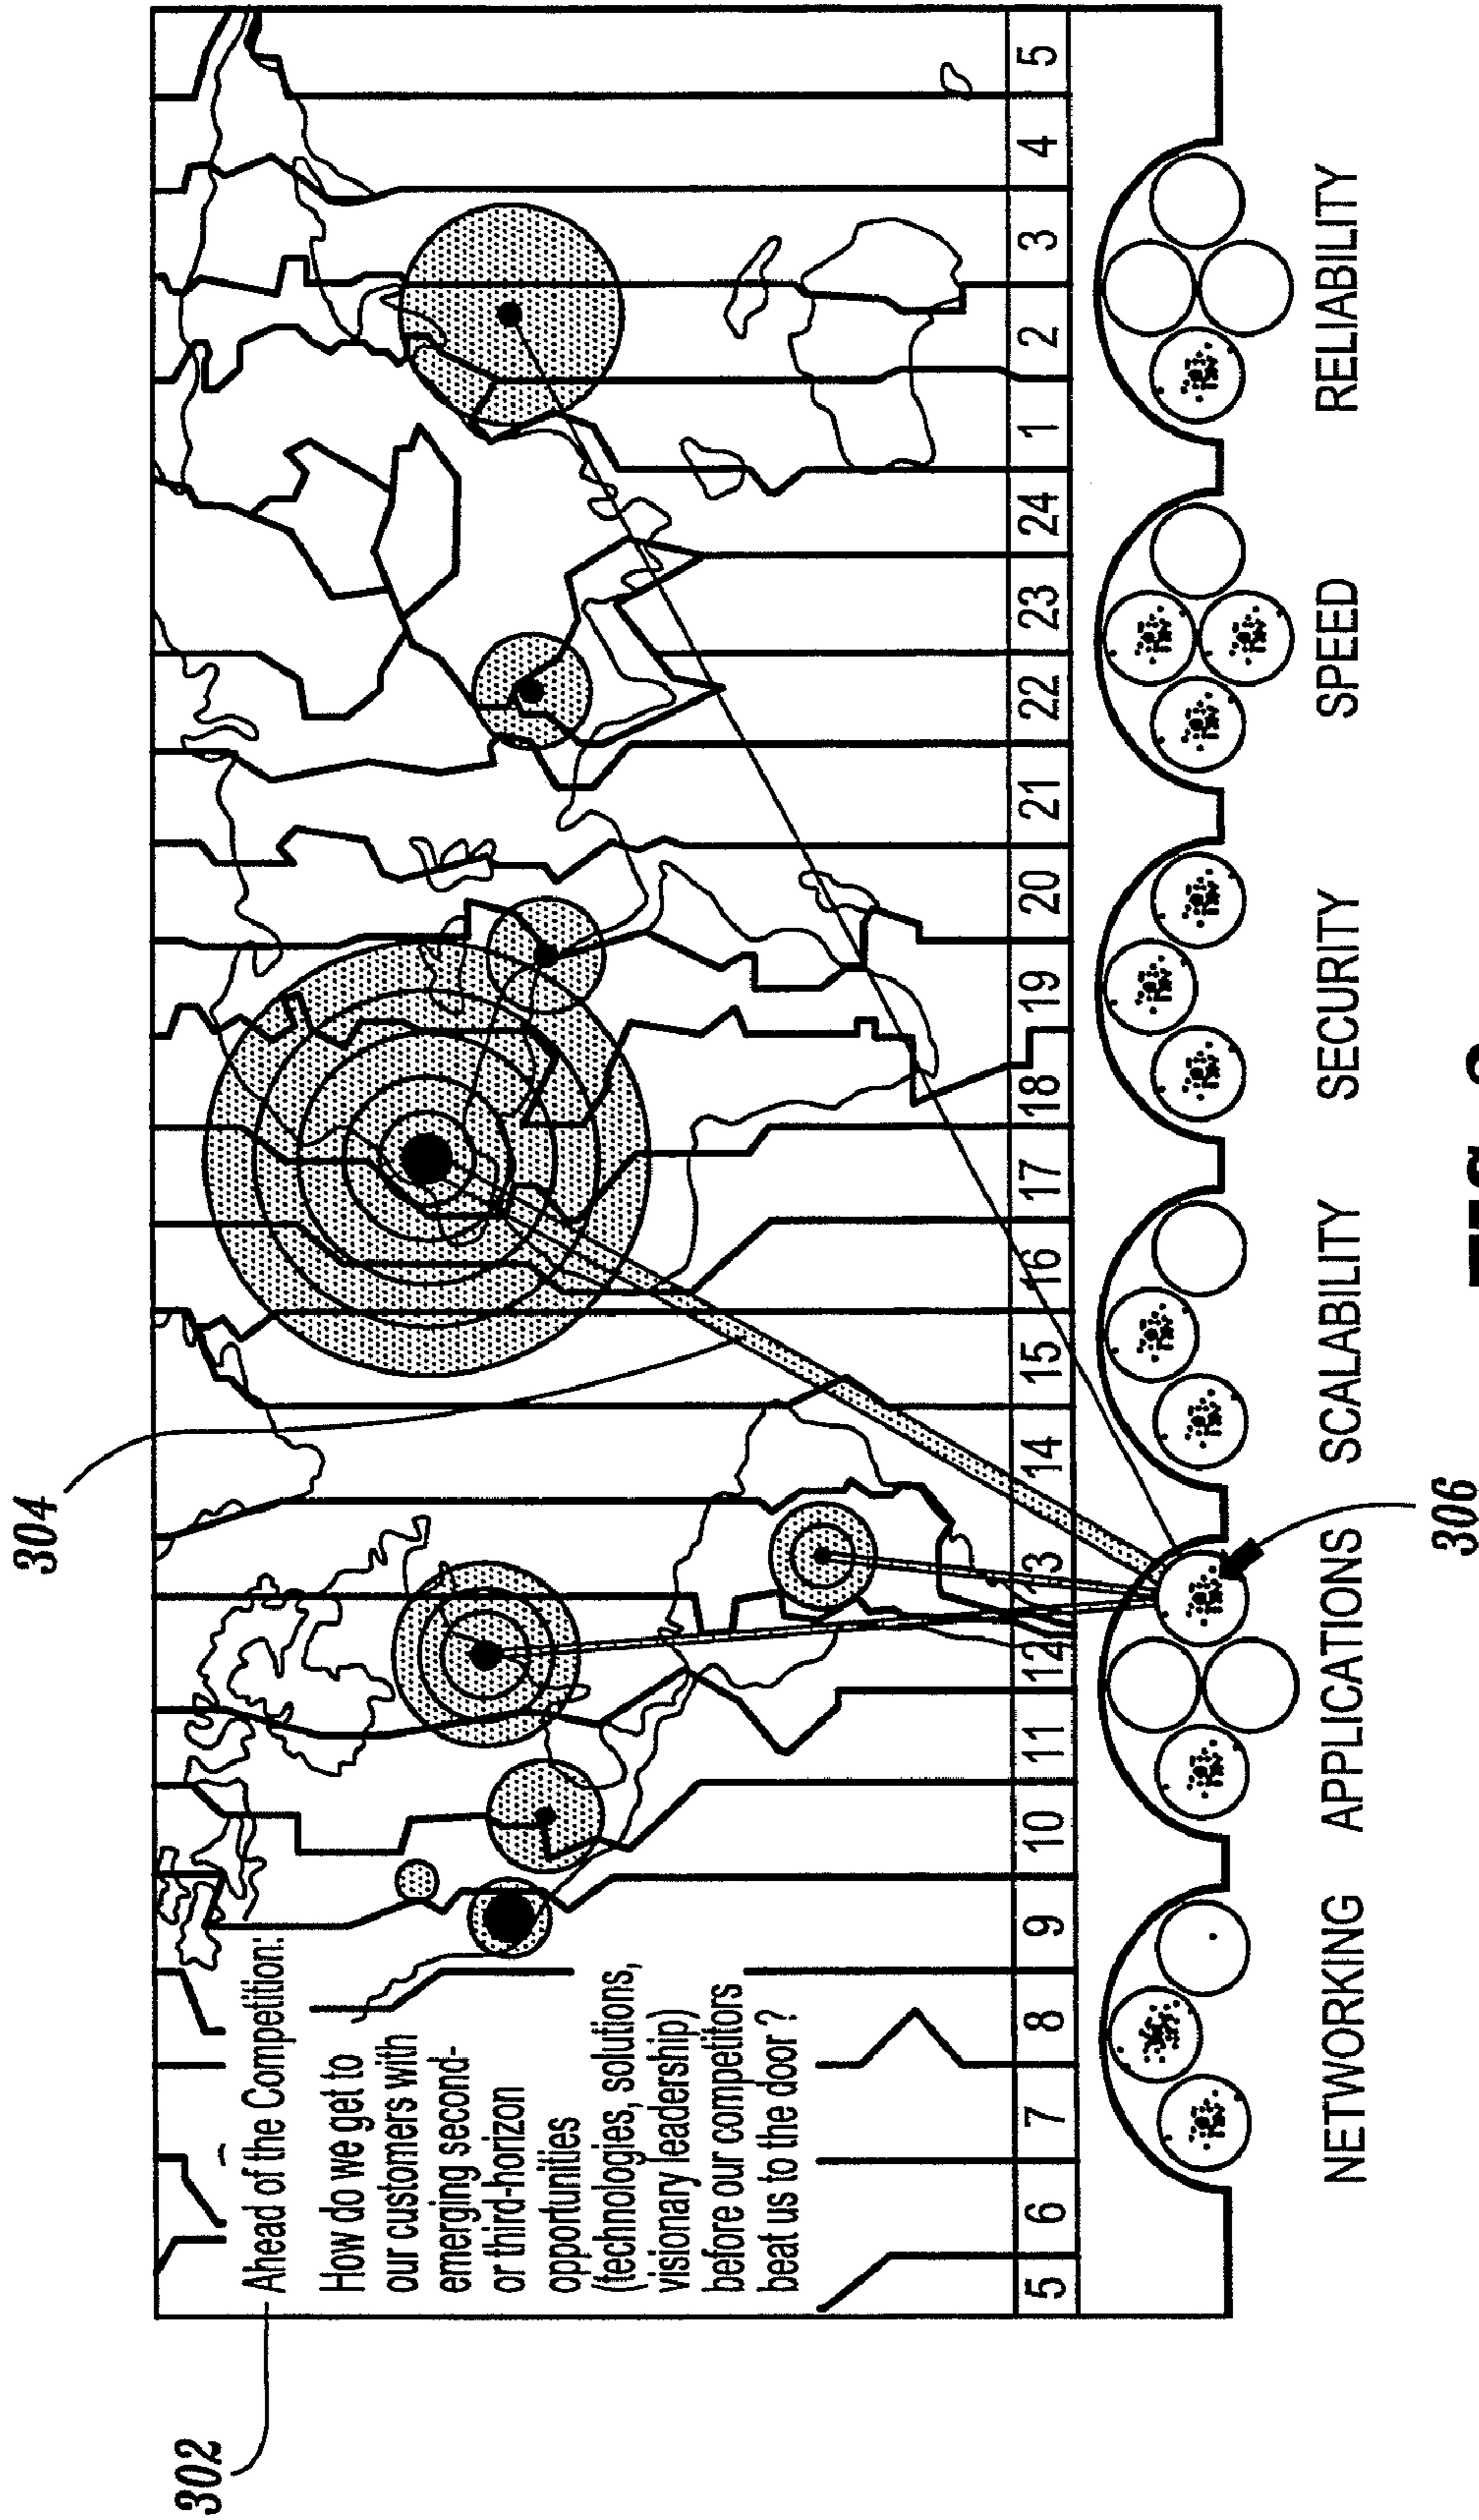 304
302
Ahead of the Competition:
How do we get to
our customers with
emerging second-
or third-horizon
opportunities
(technologies, solutions,
visionary leadership)
before our competitors
beat us to the door ?
5 6 7 8 9 10 11 12 13 14 15 16 17 18 19 20 21 22 23 24 1 2 3 4 5
NETWORKING APPLICATIONS SCALABILITY SECURITY SPEED RELIABILITY
306